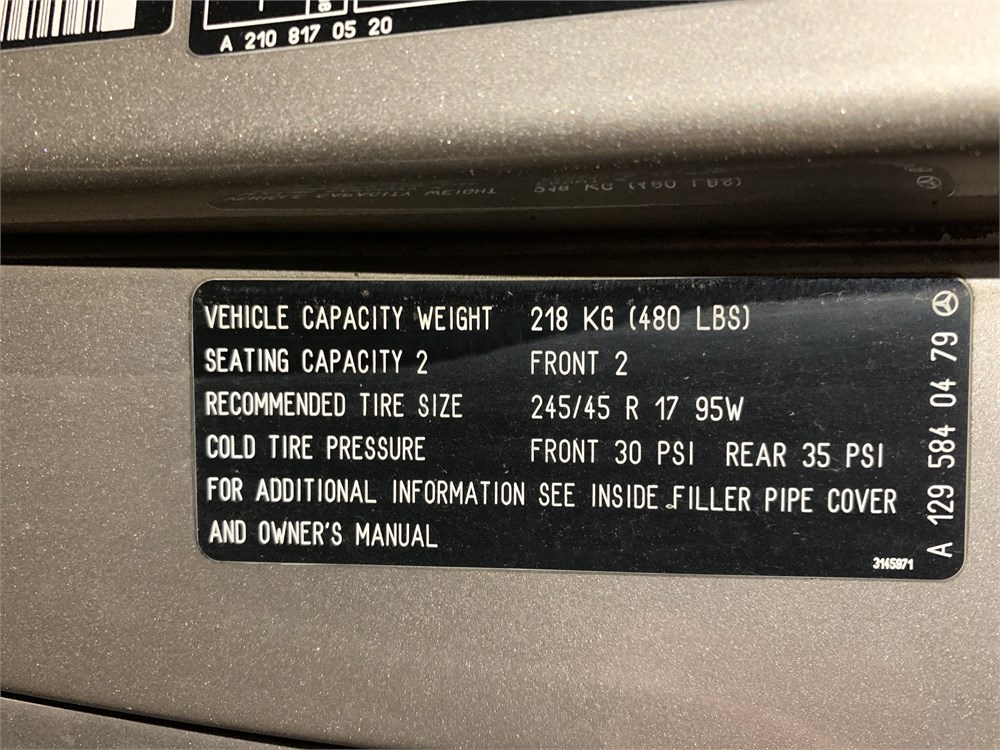 A 210 817 05 20
VEHICLE CAPACITY WEIGHT 218 KG (480 LBS)
SEATING CAPACITY 2 FRONT 2
RECOMMENDED TIRE SIZE 245/45 R 17 95W
COLD TIRE PRESSURE FRONT 30 PSI REAR 35 PSI
FOR ADDITIONAL INFORMATION SEE INSIDE FILLER PIPE COVER
AND OWNER'S MANUAL
3145971
A 129 584 04 79